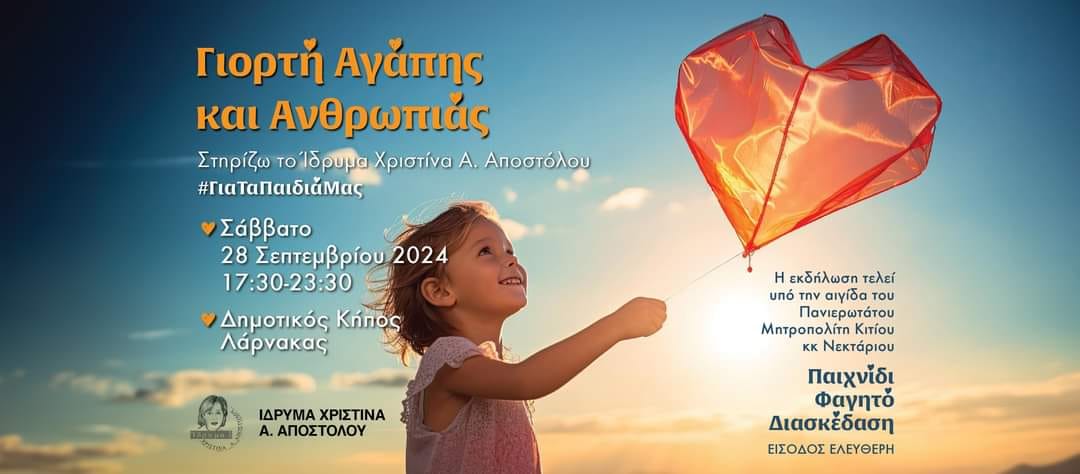 Γιορτή Αγάπης
και Ανθρωπιάς
Στηρίζω το Ίδρυμα Χριστίνα Α. Αποστόλου
#ΓιαΤαΠαιδιάΜας
Σάββατο
28 Σεπτεμβρίου 2024
17:30-23:30
Δημοτικός Κήπος
Λάρνακας
ΙΔΡΥΜΑ ΧΡΙΣΤΙΝΑ
Α. ΑΠΟΣΤΟΛΟΥ
Η εκδήλωση τελεί
υπό την αιγίδα του
Πανιερωτάτου
Μητροπολίτη Κιτίου
κκ Νεκτάριου
Παιχνίδι
Φαγητό
Διασκέδαση
ΕΙΣΟΔΟΣ ΕΛΕΥΘΕΡΗ